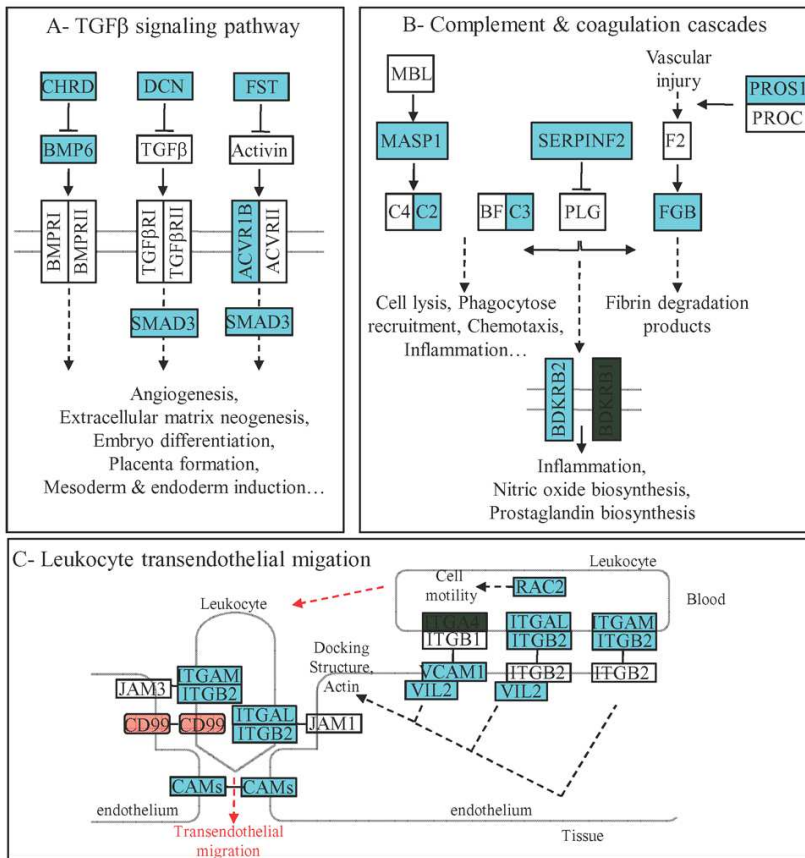 A- TGFβ signaling pathway
CHRD
DCN
FST
BMP6
TGFβ
Activin
BMPRI
BMPRII
TGFβRI
TGFβRII
ACVR1B
ACVRII
SMAD3
SMAD3
Angiogenesis,
Extracellular matrix neogenesis,
Embryo differentiation,
Placenta formation,
Mesoderm & endoderm induction…
B- Complement & coagulation cascades
MBL
Vascular
injury
PROS1
PROC
MASP1
SERPINF2
F2
C4
C2
BF
C3
PLG
FGB
Cell lysis, Phagocytose
recruitment, Chemotaxis,
Inflammation…
Fibrin degradation
products
BDKRB2
BDKRB1
Inflammation,
Nitric oxide biosynthesis,
Prostaglandin biosynthesis
C- Leukocyte transendothelial migation
Leukocyte
Cell
motility
RAC2
Blood
Leukocyte
ITGA4
ITGB1
ITGAL
ITGB2
ITGAM
ITGB2
Docking
Structure,
Actin
VCAM1
VIL2
ITGB2
VIL2
ITGB2
JAM3
ITGAM
ITGB2
CD99
CD99
ITGAL
ITGB2
JAM1
CAMs
CAMs
endothelium
endothelium
Transendothelial
migration
Tissue